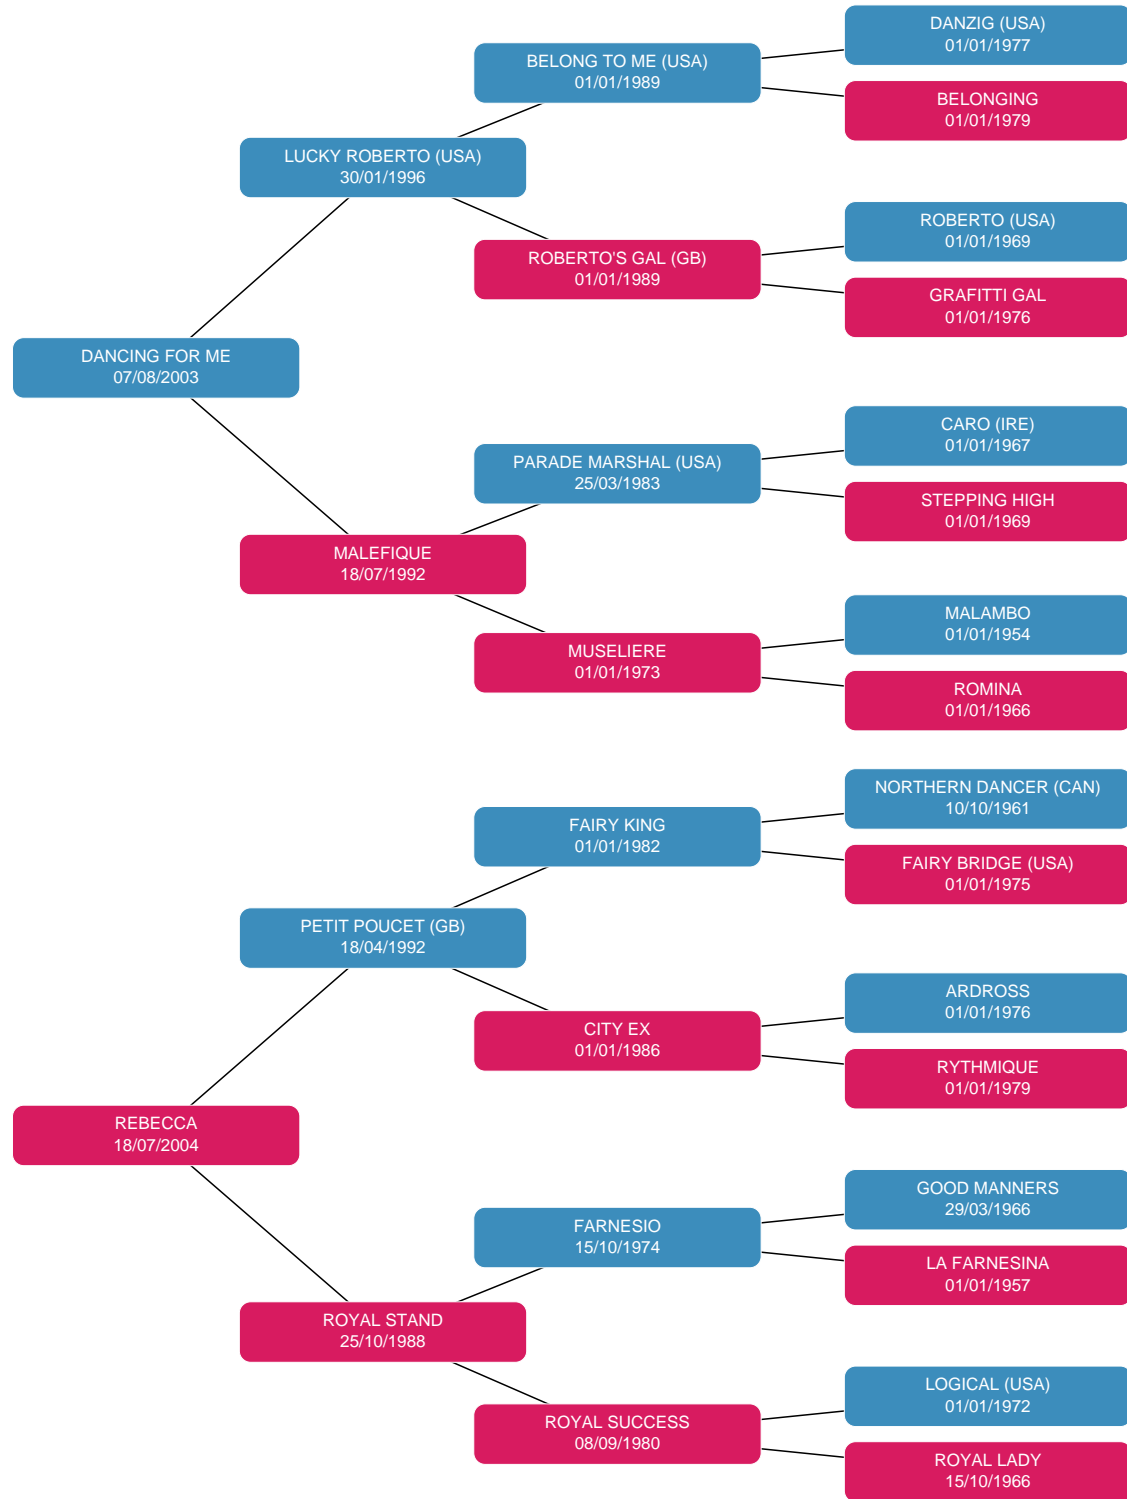 DANZIG (USA)
01/01/1977
BELONG TO ME (USA)
01/01/1989
BELONGING
01/01/1979
LUCKY ROBERTO (USA)
30/01/1996
ROBERTO (USA)
01/01/1969
ROBERTO'S GAL (GB)
01/01/1989
GRAFITTI GAL
01/01/1976
DANCING FOR ME
07/08/2003
CARO (IRE)
01/01/1967
PARADE MARSHAL (USA)
25/03/1983
STEPPING HIGH
01/01/1969
MALEFIQUE
18/07/1992
MALAMBO
01/01/1954
MUSELIERE
01/01/1973
ROMINA
01/01/1966
NORTHERN DANCER (CAN)
10/10/1961
FAIRY KING
01/01/1982
FAIRY BRIDGE (USA)
01/01/1975
PETIT POUCET (GB)
18/04/1992
ARDROSS
01/01/1976
CITY EX
01/01/1986
RYTHMIQUE
01/01/1979
REBECCA
18/07/2004
GOOD MANNERS
29/03/1966
FARNESIO
15/10/1974
LA FARNESINA
01/01/1957
ROYAL STAND
25/10/1988
LOGICAL (USA)
01/01/1972
ROYAL SUCCESS
08/09/1980
ROYAL LADY
15/10/1966